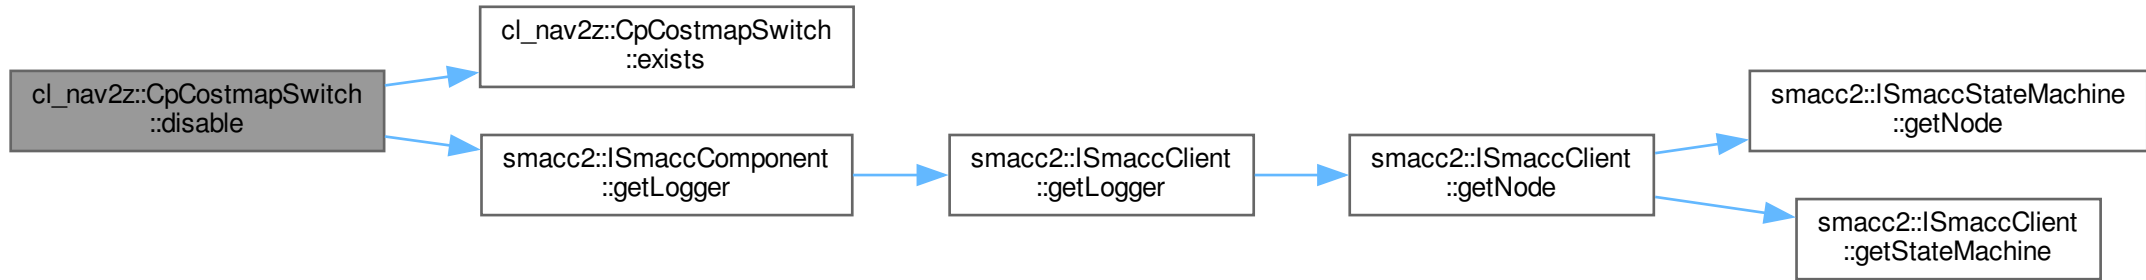 cl_nav2z::CpCostmapSwitch
::disable
cl_nav2z::CpCostmapSwitch
::exists
smacc2::ISmaccComponent
::getLogger
smacc2::ISmaccClient
::getLogger
smacc2::ISmaccClient
::getNode
smacc2::ISmaccStateMachine
::getNode
smacc2::ISmaccClient
::getStateMachine